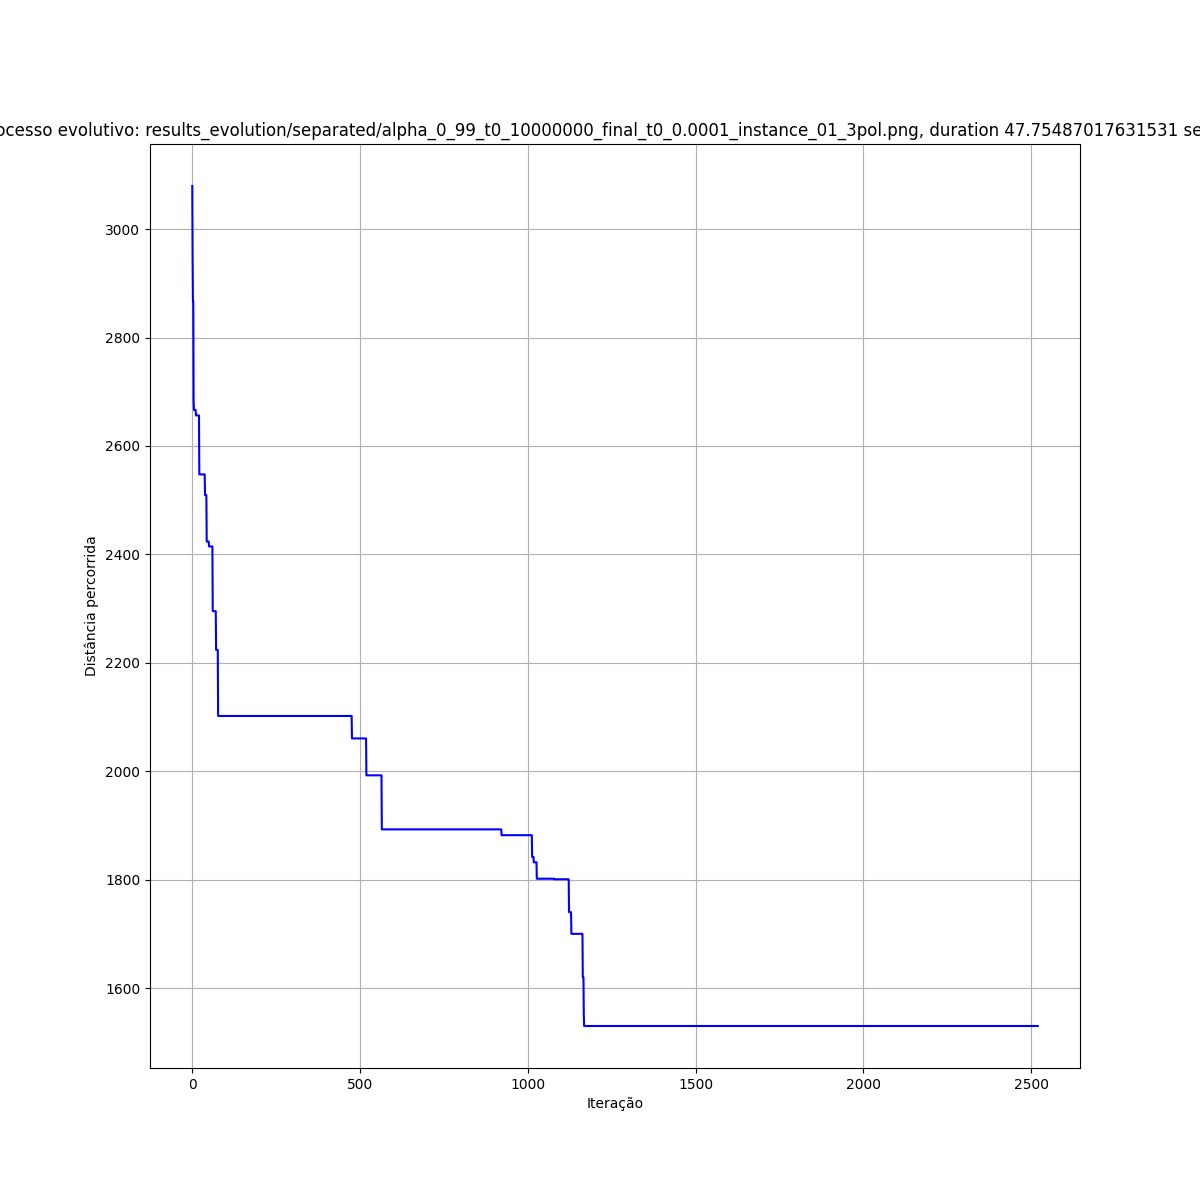 ocesso evolutivo: results_evolution/separated/alpha_0_99_t0_10000000_final_t0_0.0001_instance_01_3pol.png, duration 47.75487017631531 se
3000
2800
2600
2400
2200
2000
1800
1600
Distância percorrida
0 500 1000 1500 2000 2500
Iteração